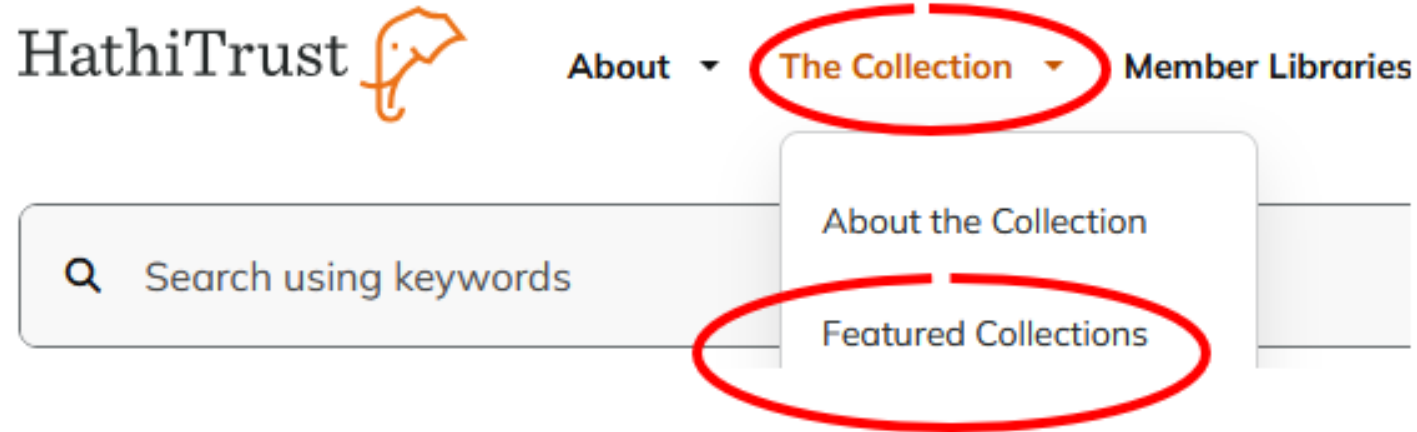 HathiTrust About The Collection Member Libraries
About the Collection
Search using keywords
Featured Collections